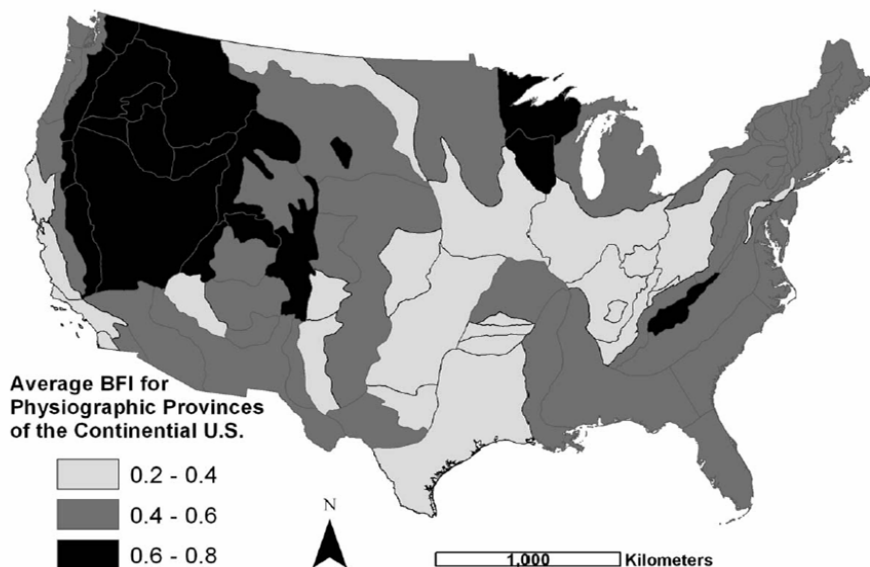 Average BFI for
Physiographic Provinces
of the Continential U.S.
0.2 - 0.4
0.4 - 0.6
0.6 - 0.8
N
1,000 Kilometers